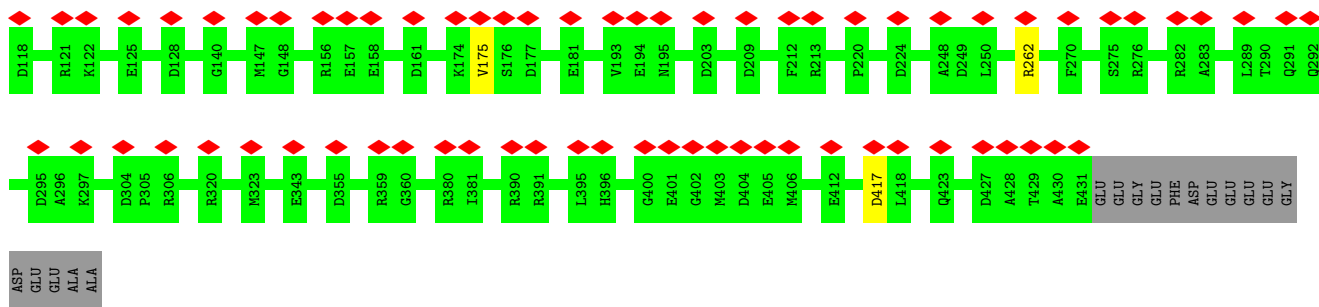 D118 R121 K122 E125 D128 G140 M147 G148 R156 E157 E158 D161 K174 V175 S176 D177 E181 V193 E194 N195 D203 D209 F212 R213 P220 D224 A248 D249 L250 R262 F270 S275 R276 R282 A283 L289 T290 Q291 Q292
D295 A296 K297 D304 P305 R306 R320 M323 E343 D355 R359 G360 R380 I381 R390 R391 L395 H396 G400 E401 G402 M403 D404 E405 M406 E412 D417 L418 Q423 D427 A428 T429 A430 E431 GLU GLU GLY GLU PHE ASP GLU GLU GLU GLU GLY
ASP GLU GLU ALA ALA